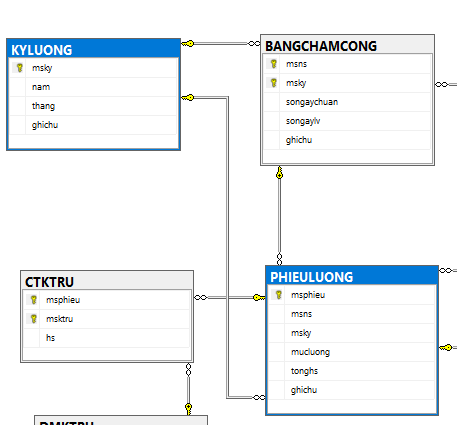 KYLUONG
msky
nam
thang
ghichu
BANGCHAMCONG
msns
msky
songaychuan
songaylv
ghichu
CTKTRU
msphieu
msktru
hs
PHIEULUONG
msphieu
msns
msky
mucluong
tonghs
ghichu